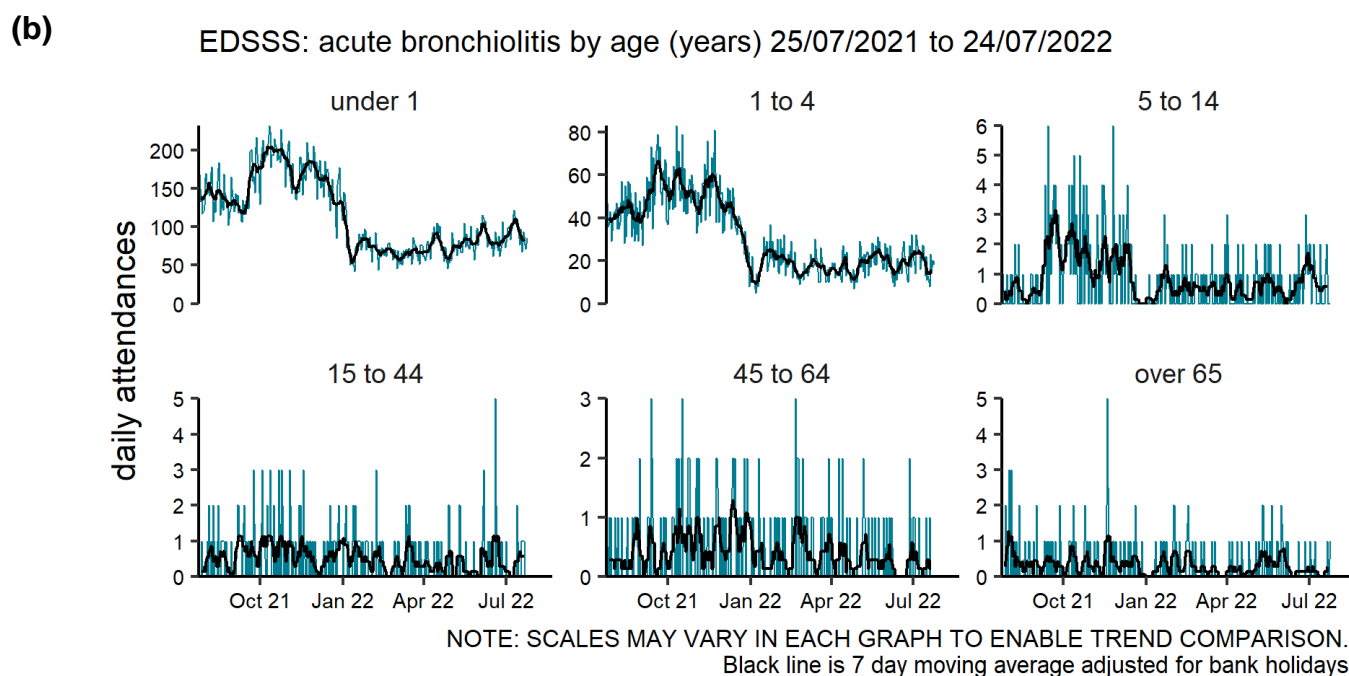 (b)
EDSSS: acute bronchiolitis by age (years) 25/07/2021 to 24/07/2022
daily attendances
under 1
200
150
100
50
0
1 to 4
80
60
40
20
0
5 to 14
6
5
4
3
2
1
0
15 to 44
5
4
3
2
1
0
Oct 21 Jan 22 Apr 22 Jul 22
45 to 64
3
2
1
0
Oct 21 Jan 22 Apr 22 Jul 22
over 65
5
4
3
2
1
0
Oct 21 Jan 22 Apr 22 Jul 22
NOTE: SCALES MAY VARY IN EACH GRAPH TO ENABLE TREND COMPARISON.
Black line is 7 day moving average adjusted for bank holidays